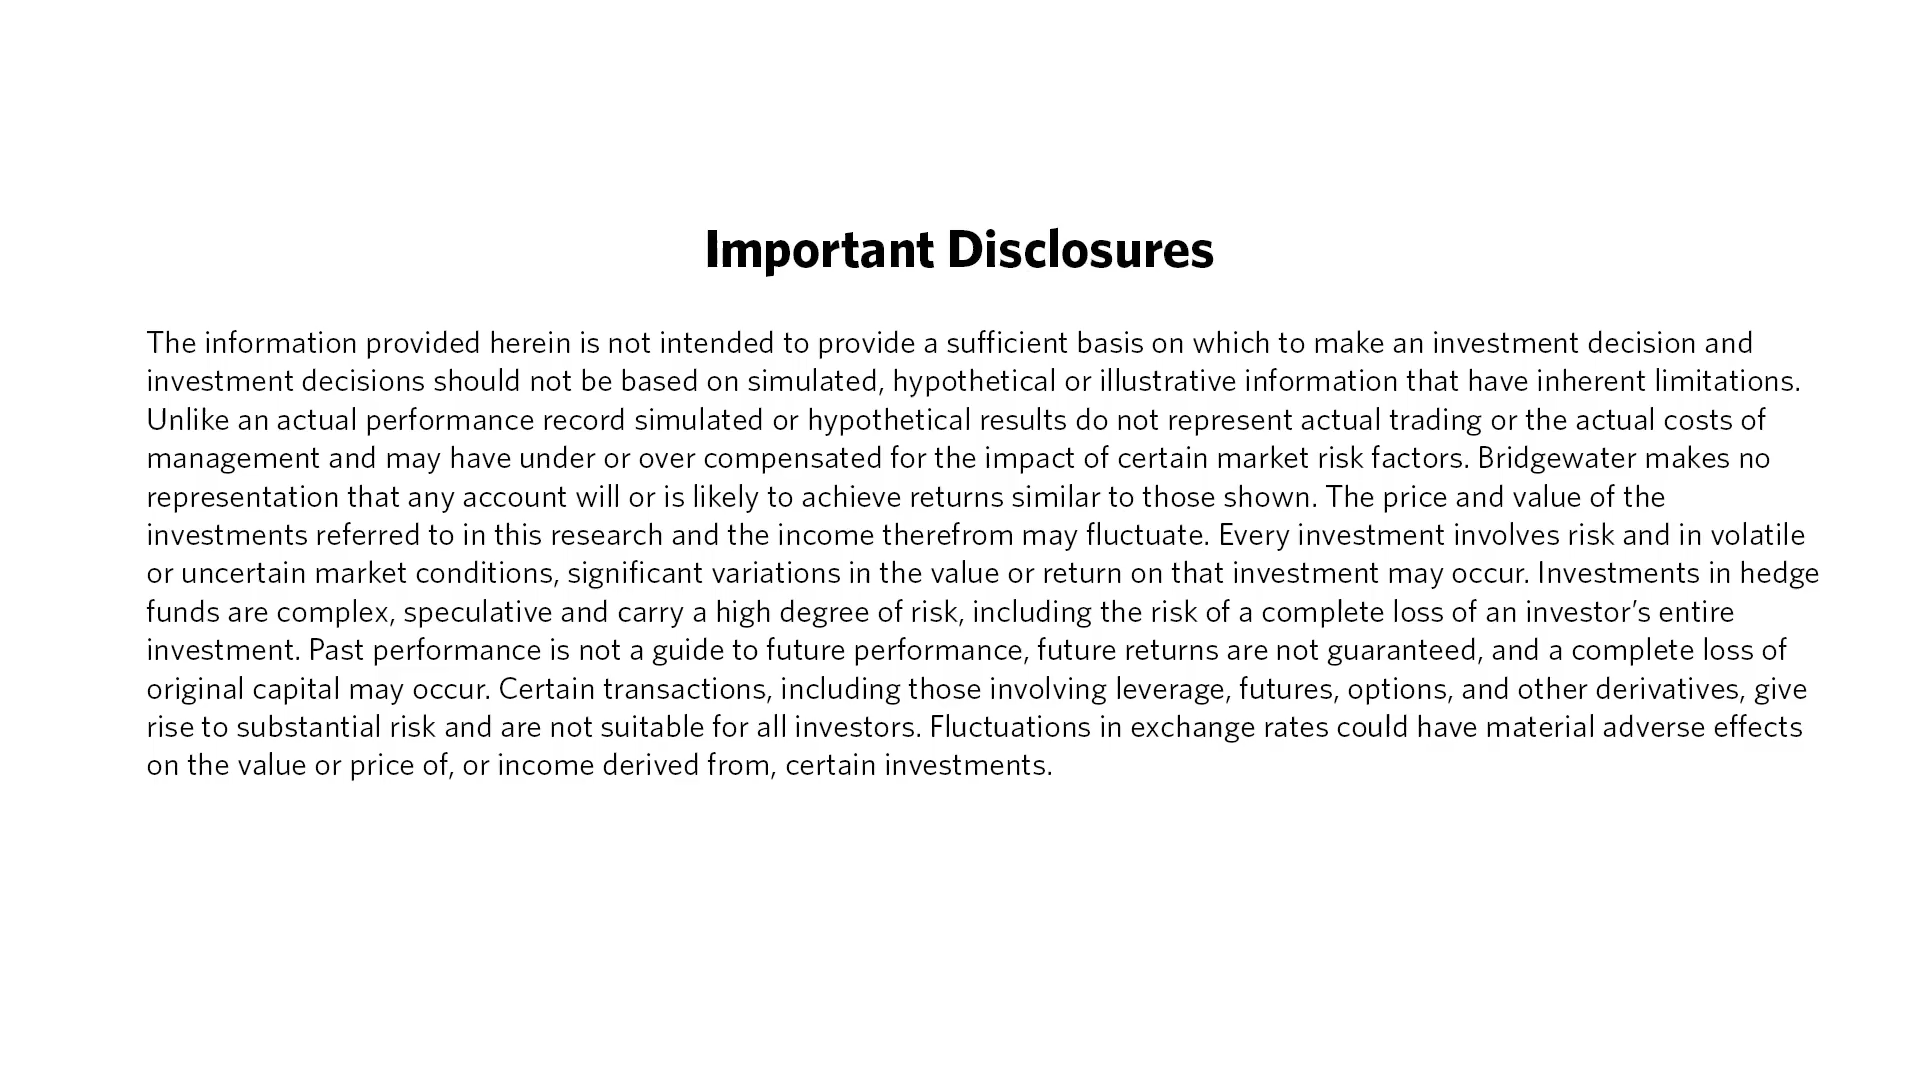 Important Disclosures
The information provided herein is not intended to provide a sufficient basis on which to make an investment decision and
investment decisions should not be based on simulated, hypothetical or illustrative information that have inherent limitations.
Unlike an actual performance record simulated or hypothetical results do not represent actual trading or the actual costs of
management and may have under or over compensated for the impact of certain market risk factors. Bridgewater makes no
representation that any account will or is likely to achieve returns similar to those shown. The price and value of the
investments referred to in this research and the income therefrom may fluctuate. Every investment involves risk and in volatile
or uncertain market conditions, significant variations in the value or return on that investment may occur. Investments in hedge
funds are complex, speculative and carry a high degree of risk, including the risk of a complete loss of an investor’s entire
investment. Past performance is not a guide to future performance, future returns are not guaranteed, and a complete loss of
original capital may occur. Certain transactions, including those involving leverage, futures, options, and other derivatives, give
rise to substantial risk and are not suitable for all investors. Fluctuations in exchange rates could have material adverse effects
on the value or price of, or income derived from, certain investments.